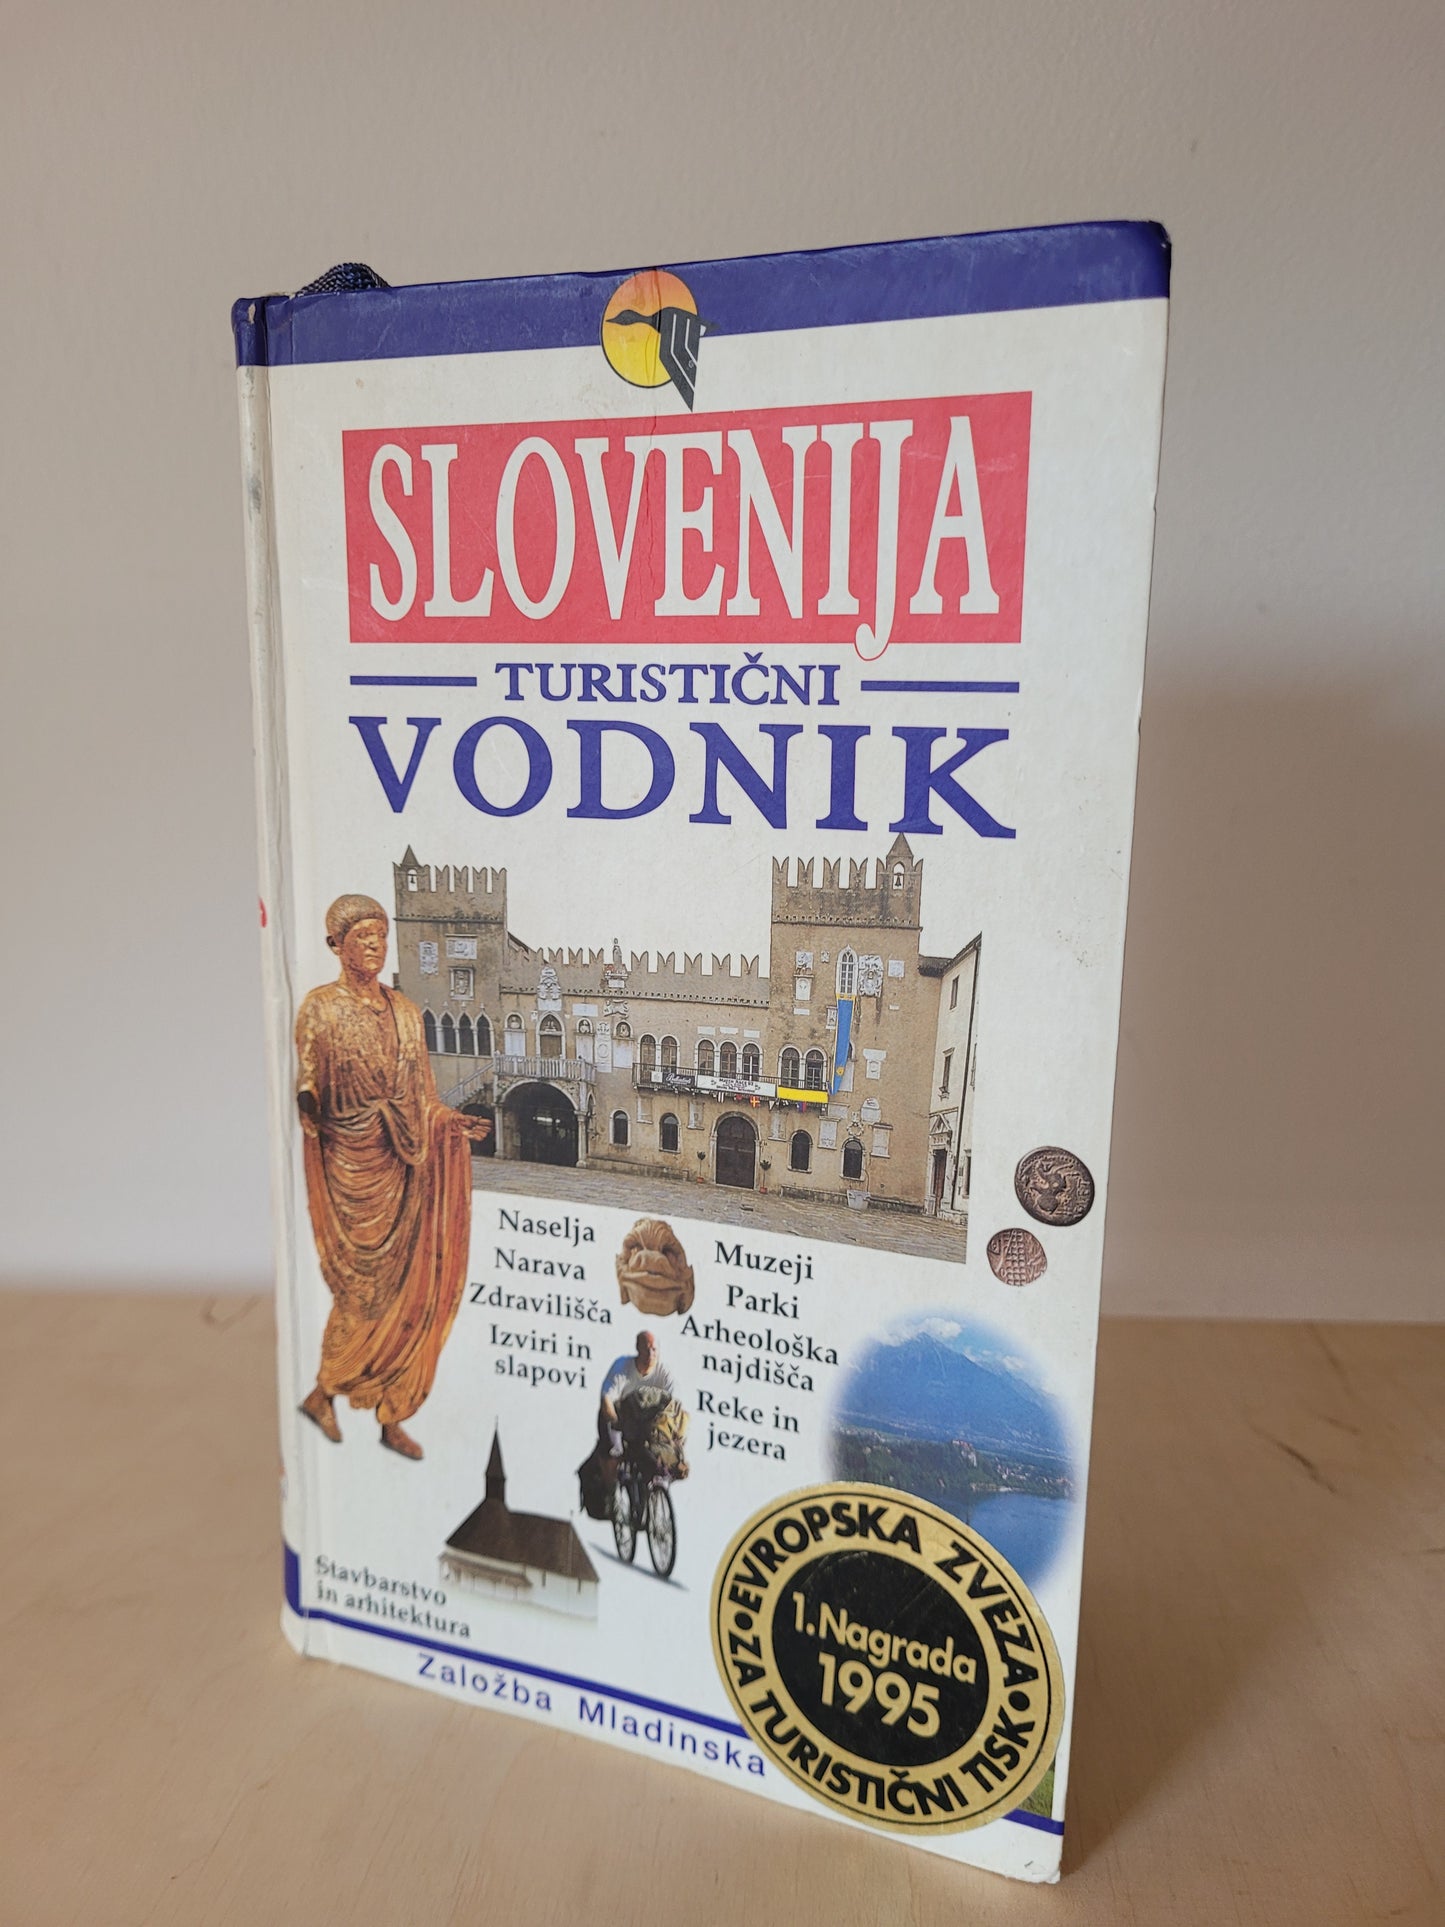 SLOVENIJA
TURISTIČNI
VODNIK
Naselja
Narava
Zdravilišča
Izviri in
slapovi
Muzeji
Parki
Arheološka
najdišča
Reke in
jezera
Stavbarstvo
in arhitektura
Založba Mladinska
EVROPSKA ZVEZA
ZA TURISTIČNI TISK
1. Nagrada
1995